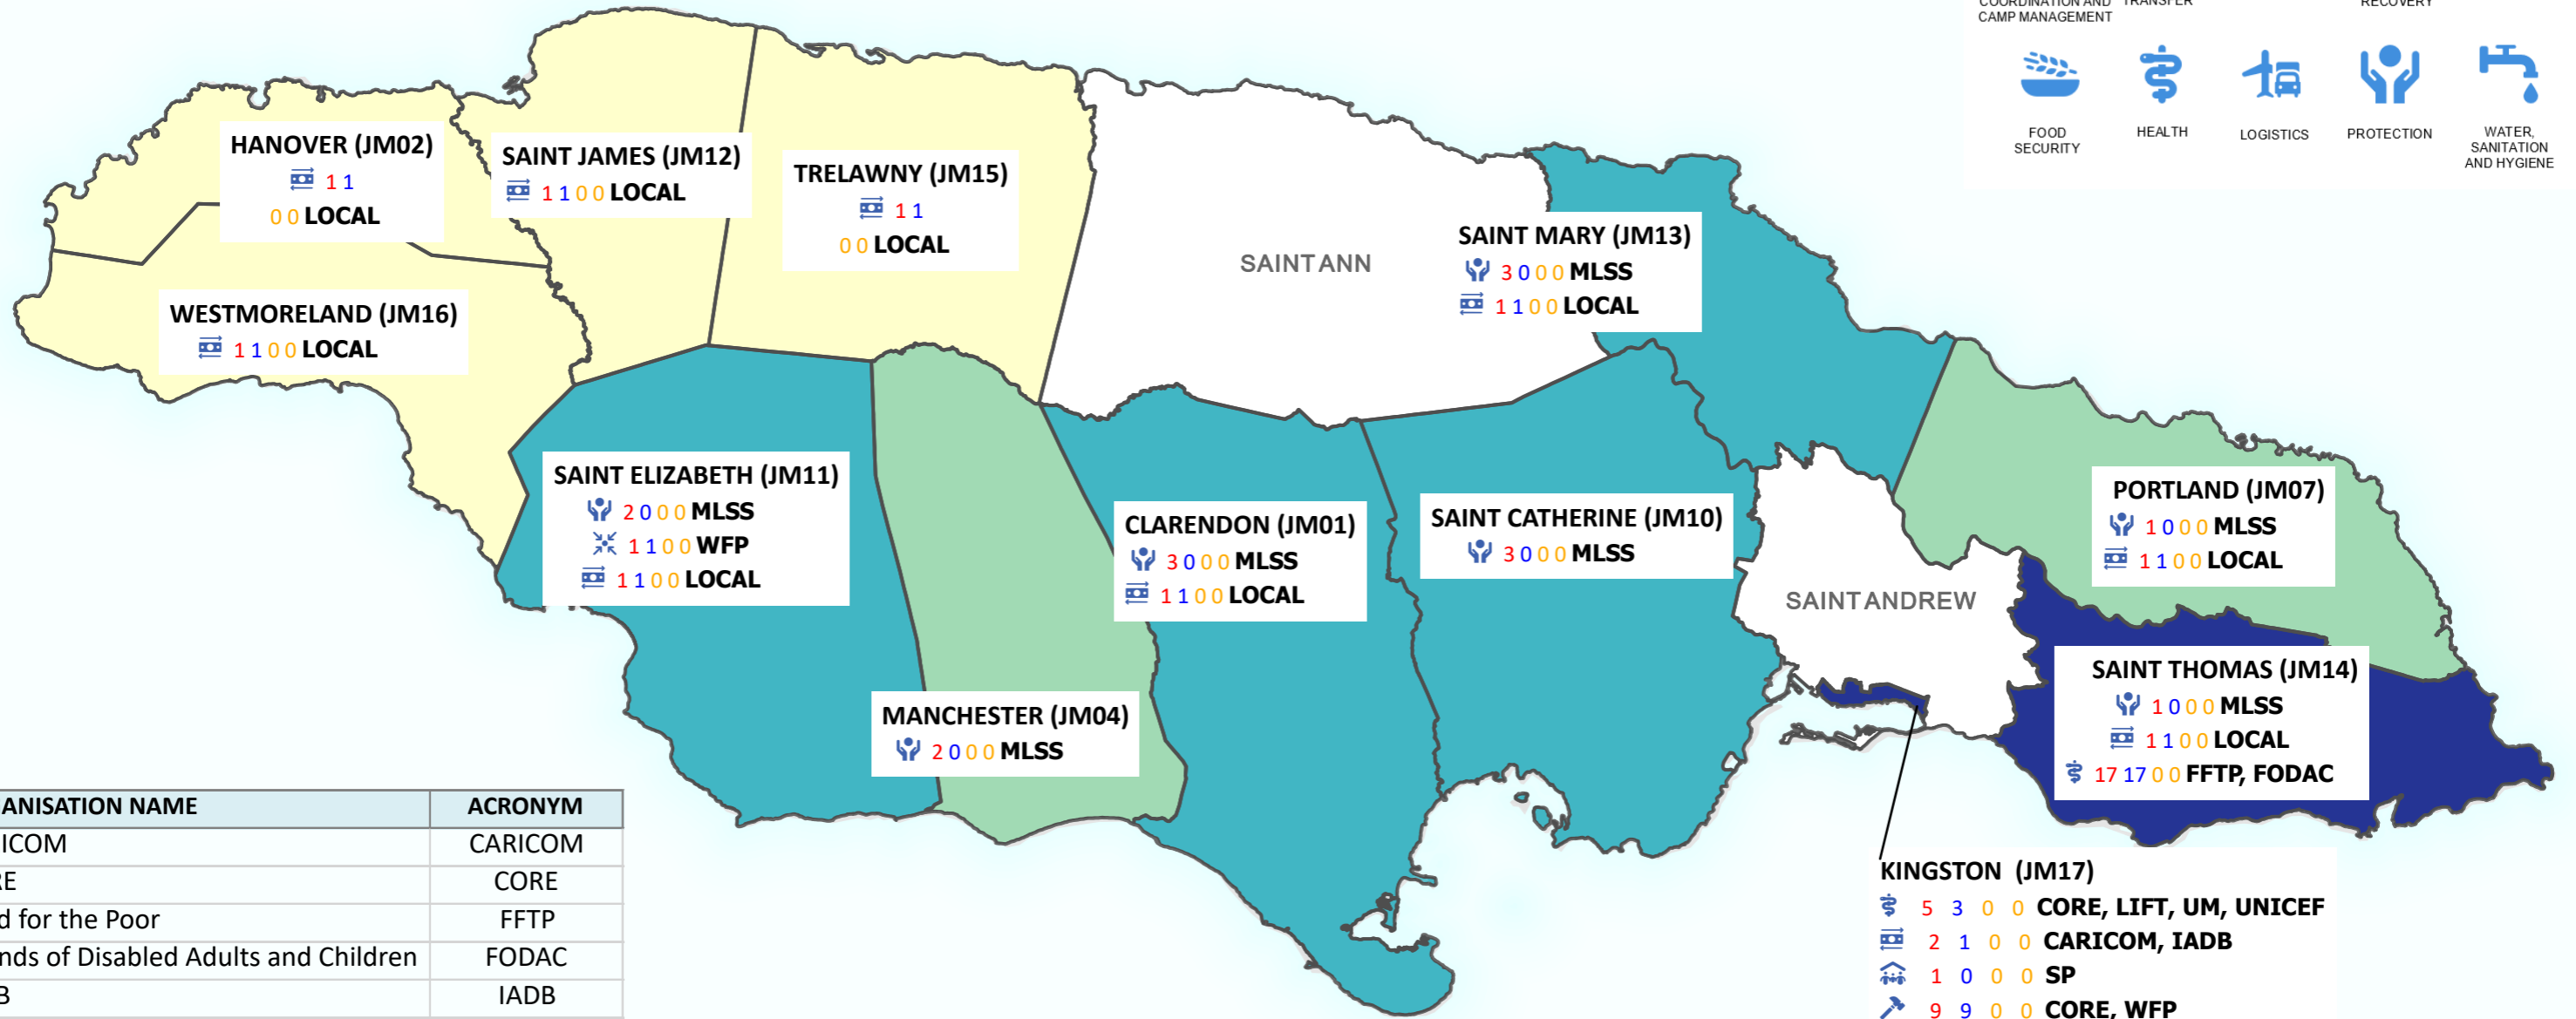 COORDINATION AND TRANSFER RECOVERY
CAMP MANAGEMENT
FOOD
SECURITY
HEALTH
LOGISTICS
PROTECTION
WATER,
SANITATION
AND HYGIENE
HANOVER (JM02)
1 1
0 0 LOCAL
SAINT JAMES (JM12)
1 1 0 0 LOCAL
TRELAWNY (JM15)
1 1
0 0 LOCAL
SAINT ANN
SAINT MARY (JM13)
3 0 0 0 MLSS
1 1 0 0 LOCAL
WESTMORELAND (JM16)
1 1 0 0 LOCAL
SAINT ELIZABETH (JM11)
2 0 0 0 MLSS
1 1 0 0 WFP
1 1 0 0 LOCAL
CLARENDON (JM01)
3 0 0 0 MLSS
1 1 0 0 LOCAL
SAINT CATHERINE (JM10)
3 0 0 0 MLSS
PORTLAND (JM07)
1 0 0 0 MLSS
1 1 0 0 LOCAL
SAINT ANDREW
MANCHESTER (JM04)
2 0 0 0 MLSS
SAINT THOMAS (JM14)
1 0 0 0 MLSS
1 1 0 0 LOCAL
17 17 0 0 FFTP, FODAC
KINGSTON (JM17)
5 3 0 0 CORE, LIFT, UM, UNICEF
2 1 0 0 CARICOM, IADB
1 0 0 0 SP
9 9 0 0 CORE, WFP
ANISATION NAME ACRONYM
ICOM CARICOM
RE CORE
d for the Poor FFTP
nds of Disabled Adults and Children FODAC
B IADB